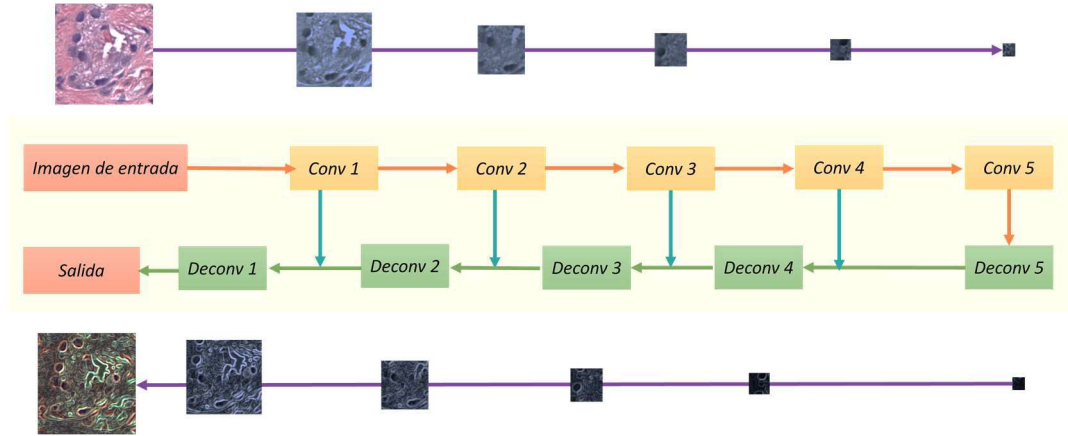 Imagen de entrada
Conv 1
Conv 2
Conv 3
Conv 4
Conv 5
Salida
Deconv 1
Deconv 2
Deconv 3
Deconv 4
Deconv 5